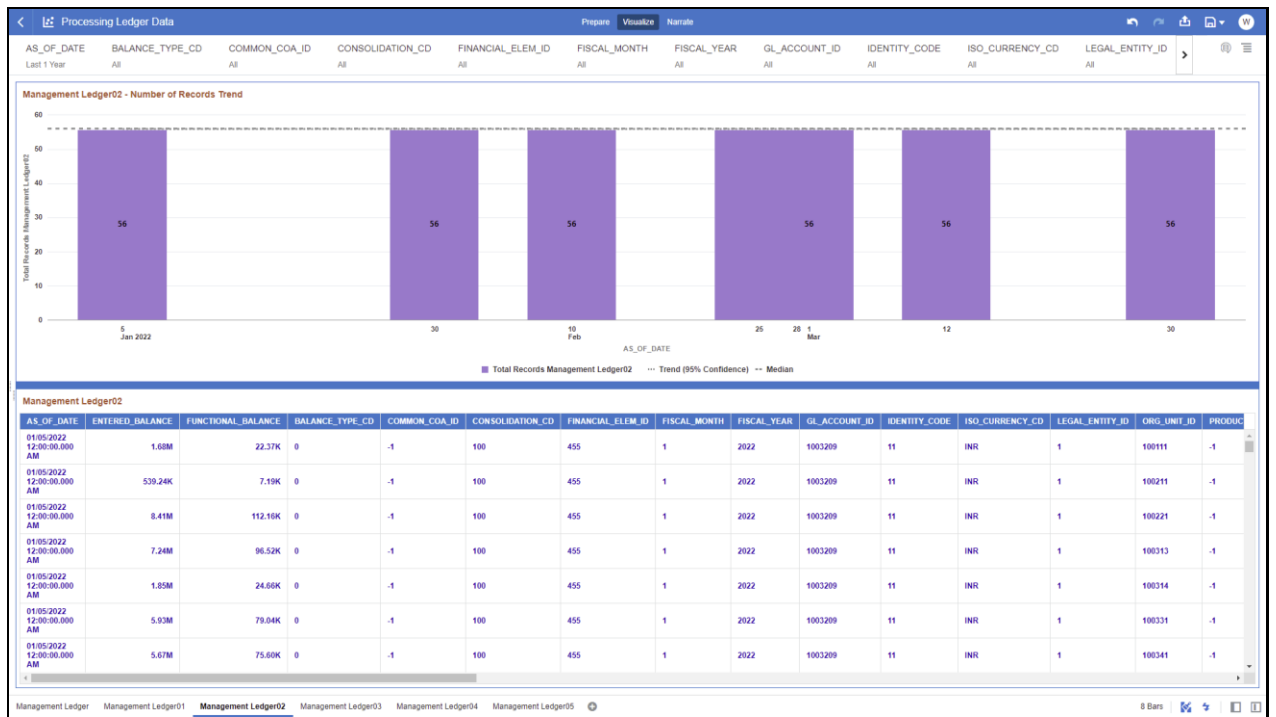 Processing Ledger Data
Prepare Visualize Narrate
W
AS_OF_DATE BALANCE_TYPE_CD COMMON_COA_ID CONSOLIDATION_CD FINANCIAL_ELEM_ID FISCAL_MONTH FISCAL_YEAR GL_ACCOUNT_ID IDENTITY_CODE ISO_CURRENCY_CD LEGAL_ENTITY_ID
Last 1 Year All All All All All All All All All All
Management Ledger02 - Number of Records Trend
Total Records Management Ledger02
60
50
40
30
20
10
0
56 56 56 56 56 56
5 30 10 25 28 1 12 30
Jan 2022 Feb Mar
AS_OF_DATE
Total Records Management Ledger02 Trend (95% Confidence) Median
Management Ledger02
AS_OF_DATE ENTERED_BALANCE FUNCTIONAL_BALANCE BALANCE_TYPE_CD COMMON_COA_ID CONSOLIDATION_CD FINANCIAL_ELEM_ID FISCAL_MONTH FISCAL_YEAR GL_ACCOUNT_ID IDENTITY_CODE ISO_CURRENCY_CD LEGAL_ENTITY_ID ORG_UNIT_ID PRODUC
01/05/2022
12:00:00.000 1.68M 22.37K 0 -1 100 455 1 2022 1003209 11 INR 1 100111 -1
AM
01/05/2022
12:00:00.000 539.24K 7.19K 0 -1 100 455 1 2022 1003209 11 INR 1 100211 -1
AM
01/05/2022
12:00:00.000 8.41M 112.16K 0 -1 100 455 1 2022 1003209 11 INR 1 100221 -1
AM
01/05/2022
12:00:00.000 7.24M 96.52K 0 -1 100 455 1 2022 1003209 11 INR 1 100313 -1
AM
01/05/2022
12:00:00.000 1.85M 24.66K 0 -1 100 455 1 2022 1003209 11 INR 1 100314 -1
AM
01/05/2022
12:00:00.000 5.93M 79.04K 0 -1 100 455 1 2022 1003209 11 INR 1 100331 -1
AM
01/05/2022
12:00:00.000 5.67M 75.60K 0 -1 100 455 1 2022 1003209 11 INR 1 100341 -1
AM
Management Ledger Management Ledger01 Management Ledger02 Management Ledger03 Management Ledger04 Management Ledger05 8 Bars